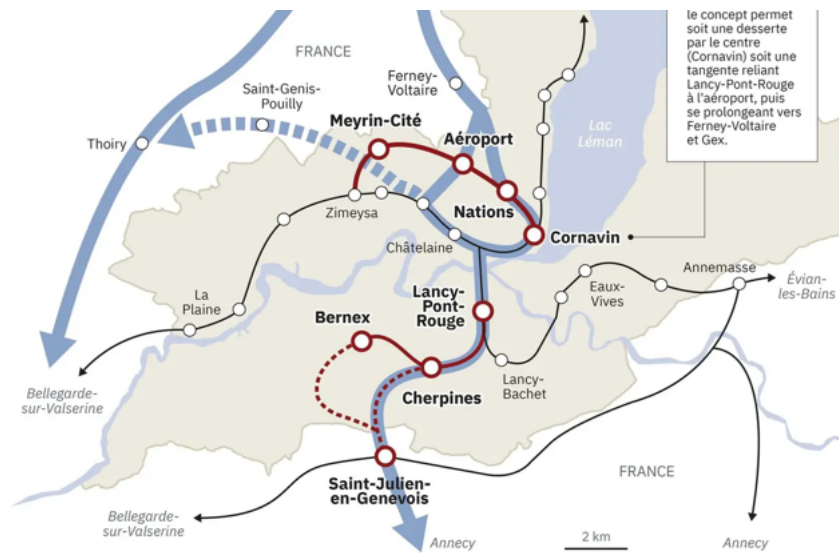 le concept permet
soit une desserte
par le centre
(Cornavin) soit une
tangente reliant
Lancy-Pont-Rouge
à l'aéroport, puis
se prolongeant vers
Ferney-Voltaire
et Gex.
FRANCE
Ferney-
Voltaire
Saint-Genis-
Pouilly
Meyrin-Cité
Aéroport
Thoiry
Lac
Léman
Zimeysa
Nations
Châtelaine
Cornavin
Annemasse
Évian-
les-Bains
Eaux-
Vives
La
Plaine
Lancy-
Pont-
Rouge
Bernex
Lancy-
Bachet
Cherpines
Bellegarde-
sur-Valserine
FRANCE
Saint-Julien-
en-Genevois
Bellegarde-
sur-Valserine
Annecy
2 km
Annecy